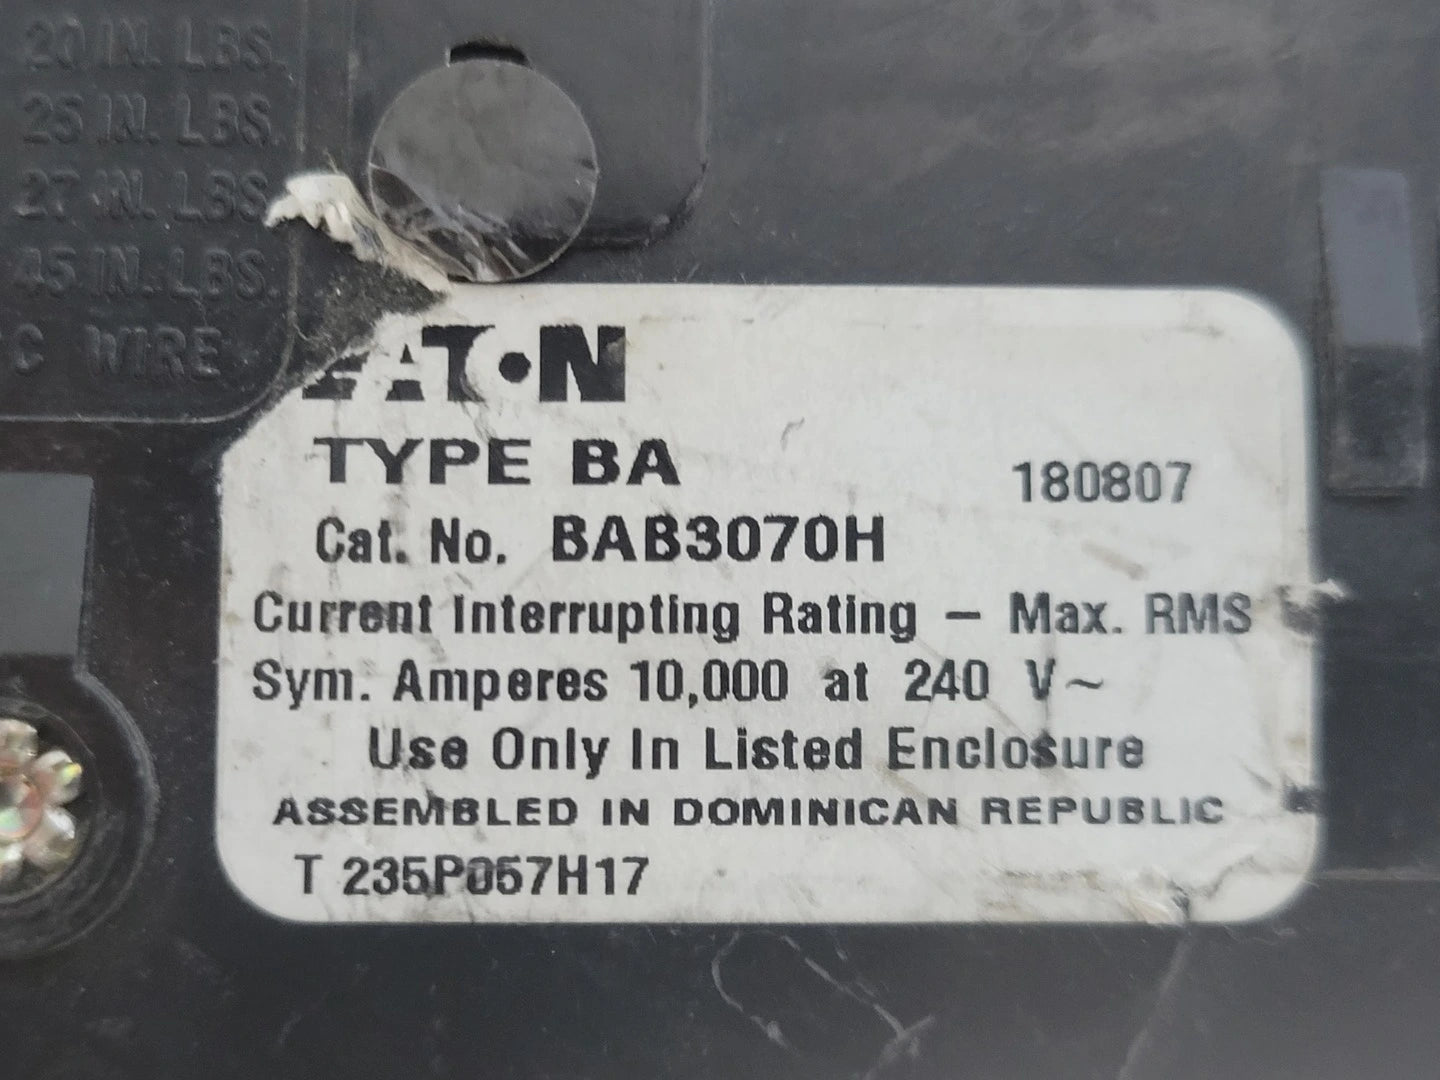 20 IN. LBS.
25 IN. LBS.
27 IN. LBS
45 IN. LBS.
C WIRE
EAT•N
TYPE BA
180807
Cat. No. BAB3070H
Current Interrupting Rating – Max. RMS
Sym. Amperes 10,000 at 240 V~
Use Only In Listed Enclosure
ASSEMBLED IN DOMINICAN REPUBLIC
T 235P057H17